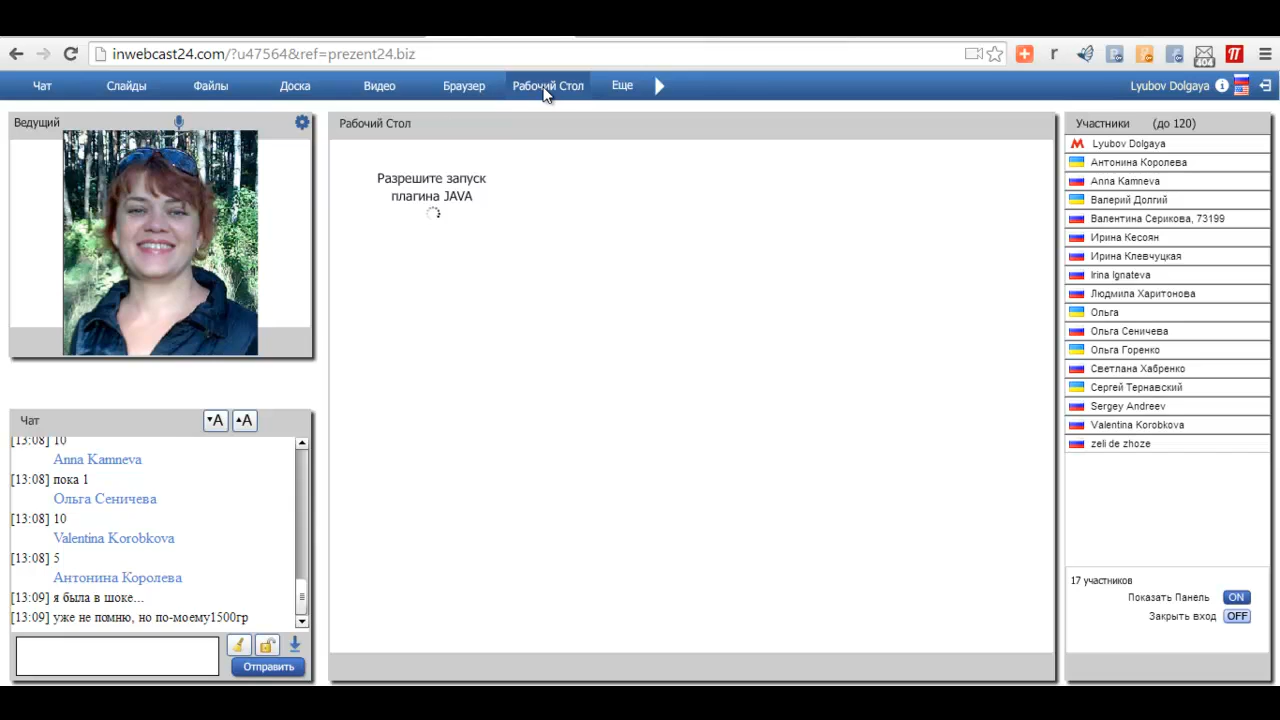 inwebcast24.com/?u47564&ref=prezent24.biz
404
Чат Слайды Файлы Доска Видео Браузер Рабочий Стол Еще Lyubov Dolgaya
Ведущий
Рабочий Стол
Разрешите запуск
плагина JAVA
Чат
[13:08] 10
Anna Kamneva
[13:08] пока 1
Ольга Сеничева
[13:08] 10
Valentina Korobkova
[13:08] 5
Антонина Королева
[13:09] я была в шоке...
[13:09] уже не помню, но по-моему1500гр
Отправить
Участники (до 120)
Lyubov Dolgaya
Антонина Королева
Anna Kamneva
Валерий Долгий
Валентина Серикова, 73199
Ирина Кесоян
Ирина Клевчуцкая
Irina Ignateva
Людмила Харитонова
Ольга
Ольга Сеничева
Ольга Горенко
Светлана Хабренко
Сергей Тернавский
Sergey Andreev
Valentina Korobkova
zeli de zhoze
17 участников
Показать Панель ON
Закрыть вход OFF